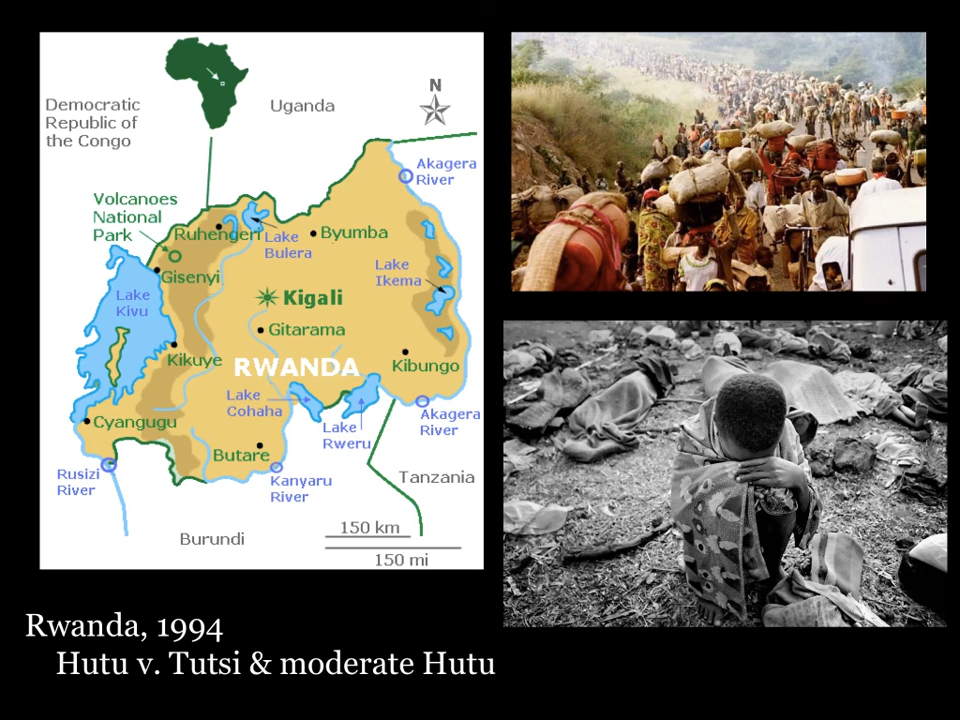 N
Democratic
Republic of
the Congo
Uganda
Akagera
River
Volcanoes
National
Park
Ruhengeri
Lake
Bulera
Byumba
Lake
Ikema
Gisenyi
Lake
Kivu
Kigali
Gitarama
Kikuye
RWANDA
Kibungo
Lake
Cohaha
Lake
Rweru
Akagera
River
Cyangugu
Butare
Rusizi
River
Kanyaru
River
Tanzania
Burundi
150 km
150 mi
Rwanda, 1994
Hutu v. Tutsi & moderate Hutu